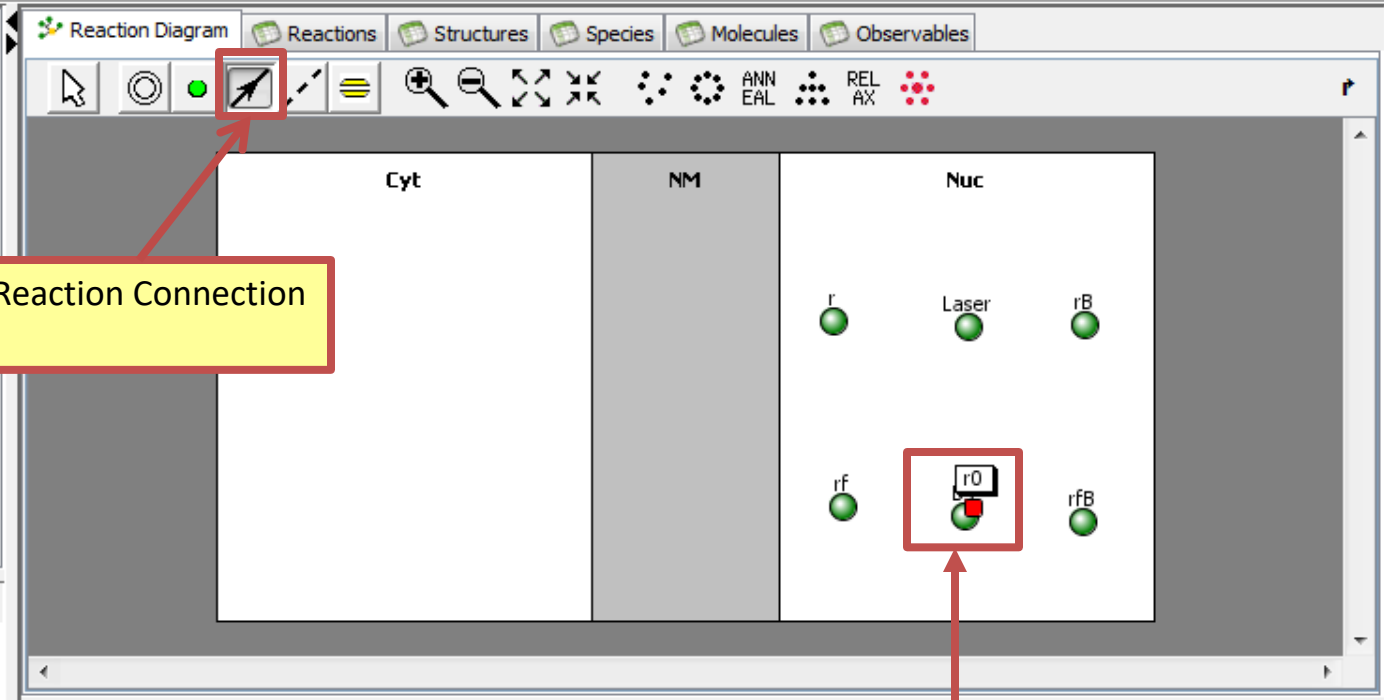 Reaction Diagram Reactions Structures Species Molecules Observables
ANN EAL REL AX
Cyt NM Nuc
Reaction Connection
r Laser rB
r0
rf rfB